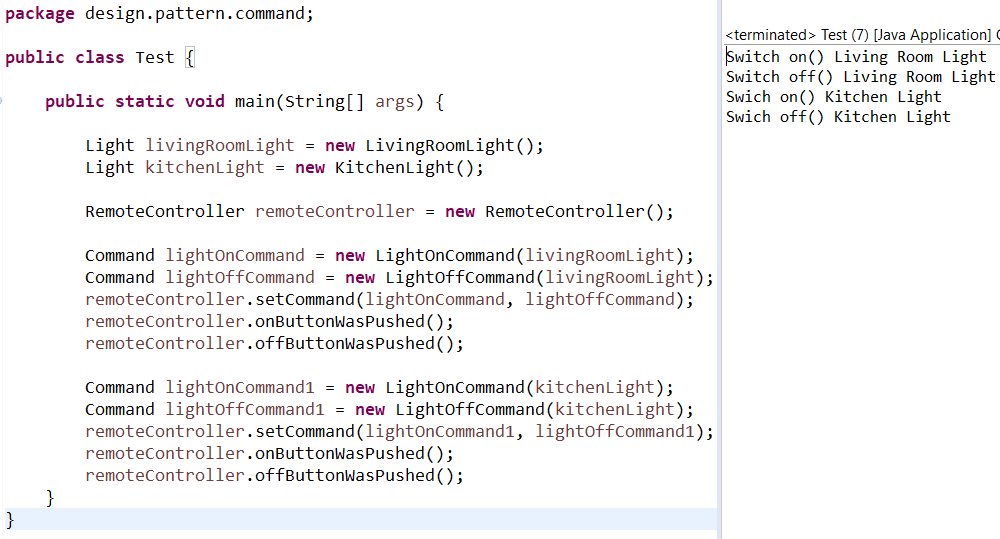 package design.pattern.command;
public class Test {
public static void main(String[] args) {
Light livingRoomLight = new LivingRoomLight();
Light kitchenLight = new KitchenLight();
RemoteController remoteController = new RemoteController();
Command lightOnCommand = new LightOnCommand(livingRoomLight);
Command lightOffCommand = new LightOffCommand(livingRoomLight);
remoteController.setCommand(lightOnCommand, lightOffCommand);
remoteController.onButtonWasPushed();
remoteController.offButtonWasPushed();
Command lightOnCommand1 = new LightOnCommand(kitchenLight);
Command lightOffCommand1 = new LightOffCommand(kitchenLight);
remoteController.setCommand(lightOnCommand1, lightOffCommand1);
remoteController.onButtonWasPushed();
remoteController.offButtonWasPushed();
}
}
<terminated> Test (7) [Java Application]
Switch on() Living Room Light
Switch off() Living Room Light
Swich on() Kitchen Light
Swich off() Kitchen Light